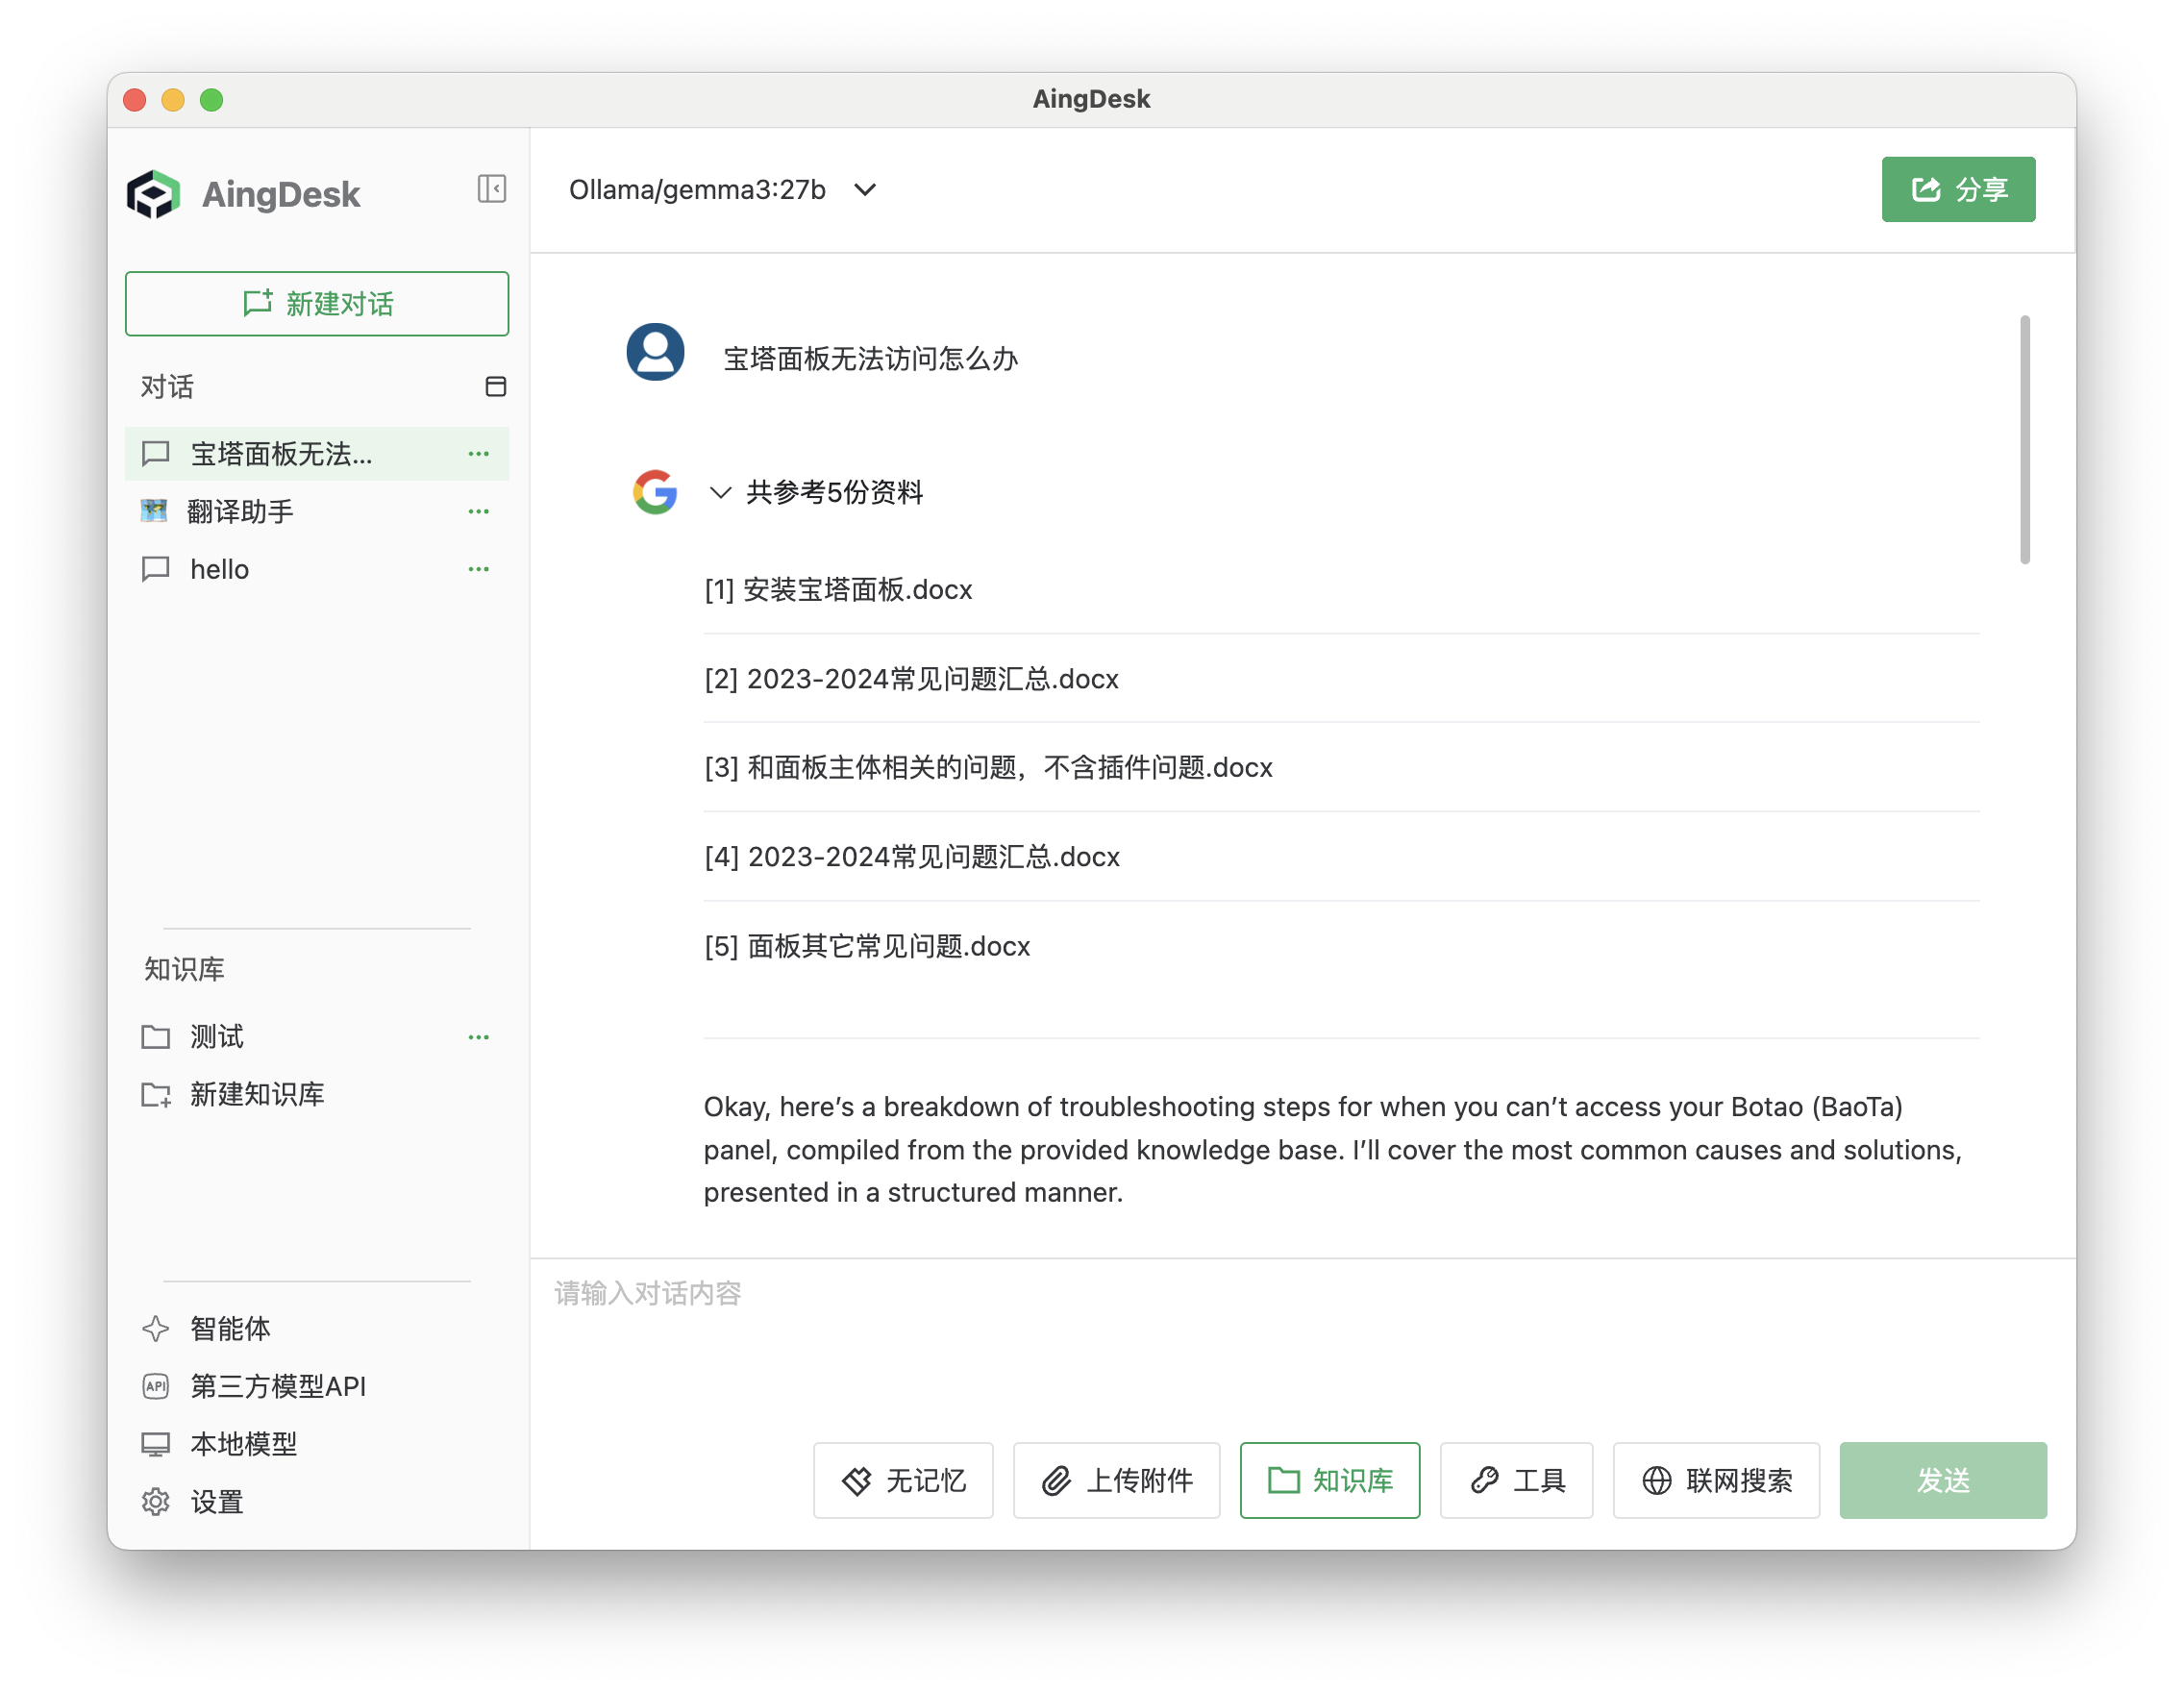 AingDesk
AingDesk
新建对话
对话
宝塔面板无法...
翻译助手
hello
知识库
测试
新建知识库
智能体
API
第三方模型API
本地模型
设置
Ollama/gemma3:27b
分享
宝塔面板无法访问怎么办
共参考5份资料
[1] 安装宝塔面板.docx
[2] 2023-2024常见问题汇总.docx
[3] 和面板主体相关的问题，不含插件问题.docx
[4] 2023-2024常见问题汇总.docx
[5] 面板其它常见问题.docx
Okay, here’s a breakdown of troubleshooting steps for when you can’t access your Botao (BaoTa)
panel, compiled from the provided knowledge base. I’ll cover the most common causes and solutions,
presented in a structured manner.
请输入对话内容
无记忆
上传附件
知识库
工具
联网搜索
发送